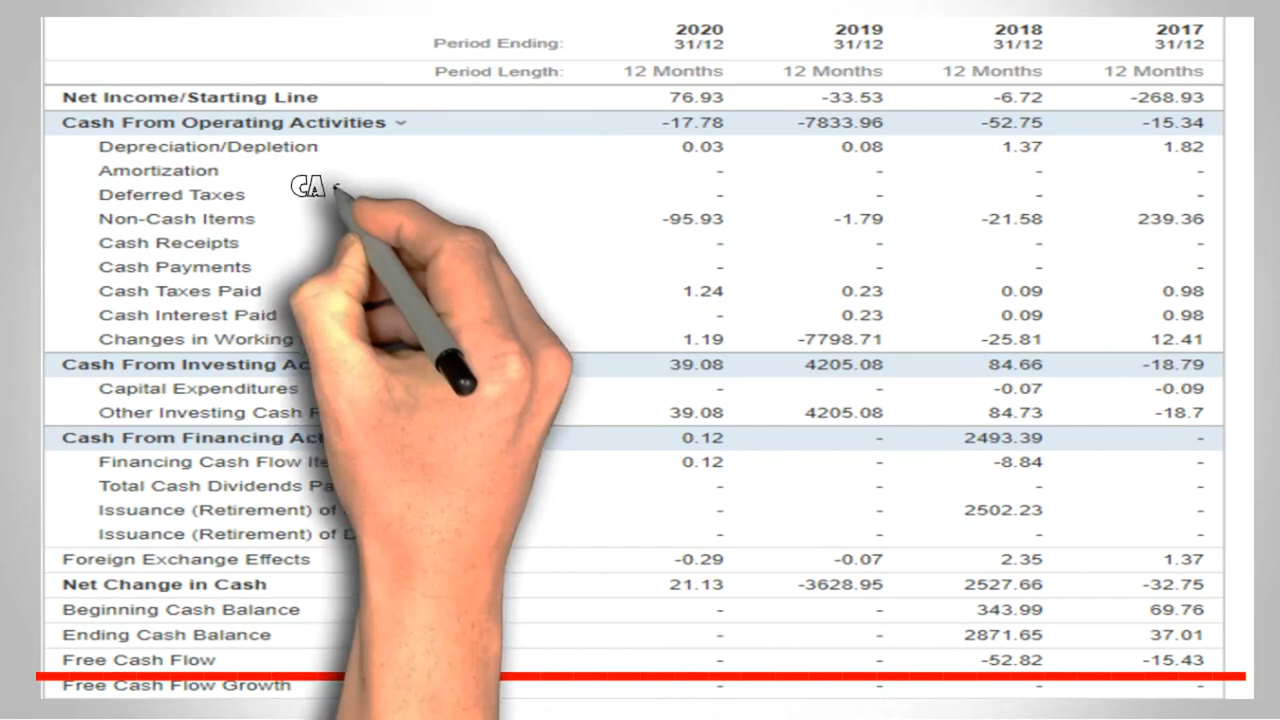 2020 2019 2018 2017
Period Ending: 31/12 31/12 31/12 31/12
Period Length: 12 Months 12 Months 12 Months 12 Months
Net Income/Starting Line 76.93 -33.53 -6.72 -268.93
Cash From Operating Activities -17.78 -7833.96 -52.75 -15.34
Depreciation/Depletion 0.03 0.08 1.37 1.82
Amortization - - - -
CA
Deferred Taxes - - - -
Non-Cash Items -95.93 -1.79 -21.58 239.36
Cash Receipts - - - -
Cash Payments - - - -
Cash Taxes Paid 1.24 0.23 0.09 0.98
Cash Interest Paid - 0.23 0.09 0.98
Changes in Working 1.19 -7798.71 -25.81 12.41
Cash From Investing 39.08 4205.08 84.66 -18.79
Capital Expenditures - - -0.07 -0.09
Other Investing Cash 39.08 4205.08 84.73 -18.7
Cash From Financing 0.12 - 2493.39 -
Financing Cash Flow 0.12 - -8.84 -
Total Cash Dividends - - - -
Issuance (Retirement) of - - 2502.23 -
Issuance (Retirement) of - - - -
Foreign Exchange Effects -0.29 -0.07 2.35 1.37
Net Change in Cash 21.13 -3628.95 2527.66 -32.75
Beginning Cash Balance - - 343.99 69.76
Ending Cash Balance - - 2871.65 37.01
Free Cash Flow - - -52.82 -15.43
Free Cash Flow Growth - - - -